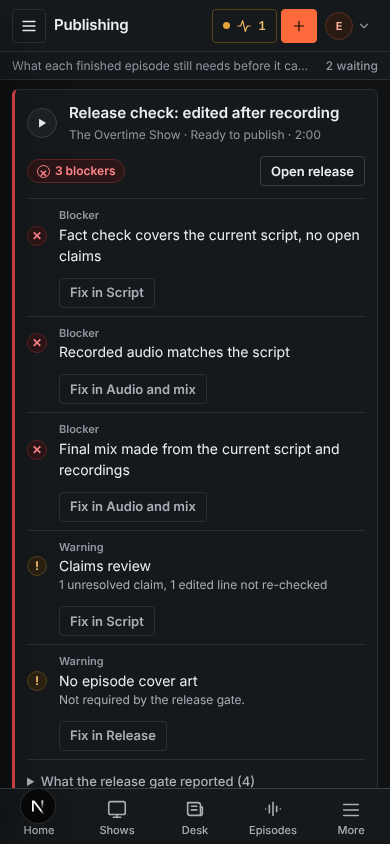 Publishing
1
E
What each finished episode still needs before it ca...
2 waiting
Release check: edited after recording
The Overtime Show · Ready to publish · 2:00
3 blockers
Open release
Blocker
Fact check covers the current script, no open
claims
Fix in Script
Blocker
Recorded audio matches the script
Fix in Audio and mix
Blocker
Final mix made from the current script and
recordings
Fix in Audio and mix
Warning
Claims review
1 unresolved claim, 1 edited line not re-checked
Fix in Script
Warning
No episode cover art
Not required by the release gate.
Fix in Release
What the release gate reported (4)
N
Home
Shows
Desk
Episodes
More